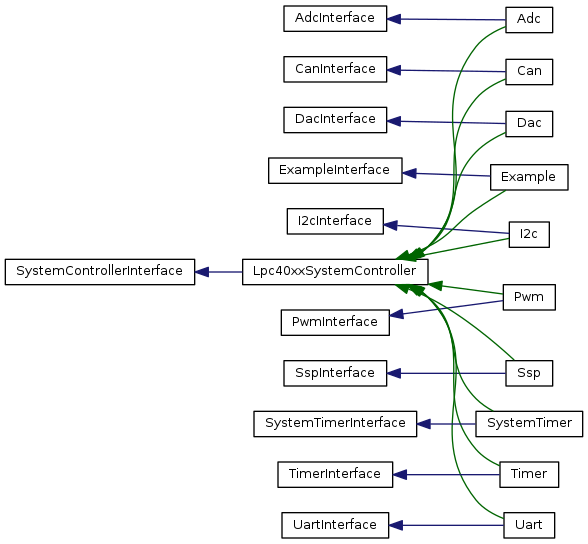 AdcInterface
Adc
CanInterface
Can
DacInterface
Dac
ExampleInterface
Example
I2cInterface
I2c
SystemControllerInterface
Lpc40xxSystemController
Pwm
PwmInterface
SspInterface
Ssp
SystemTimerInterface
SystemTimer
TimerInterface
Timer
UartInterface
Uart